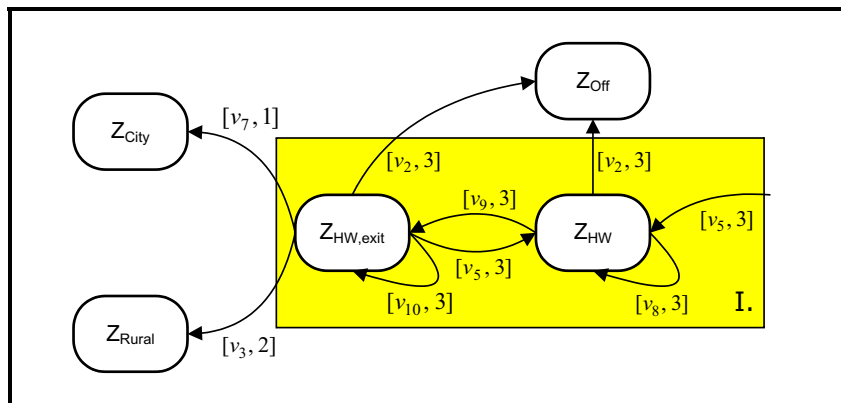 Z_Off
[v_7, 1]
Z_City
[v_2, 3]
[v_2, 3]
[v_9, 3]
Z_HW,exit
Z_HW
[v_5, 3]
[v_5, 3]
[v_10, 3]
[v_8, 3]
I.
Z_Rural
[v_3, 2]